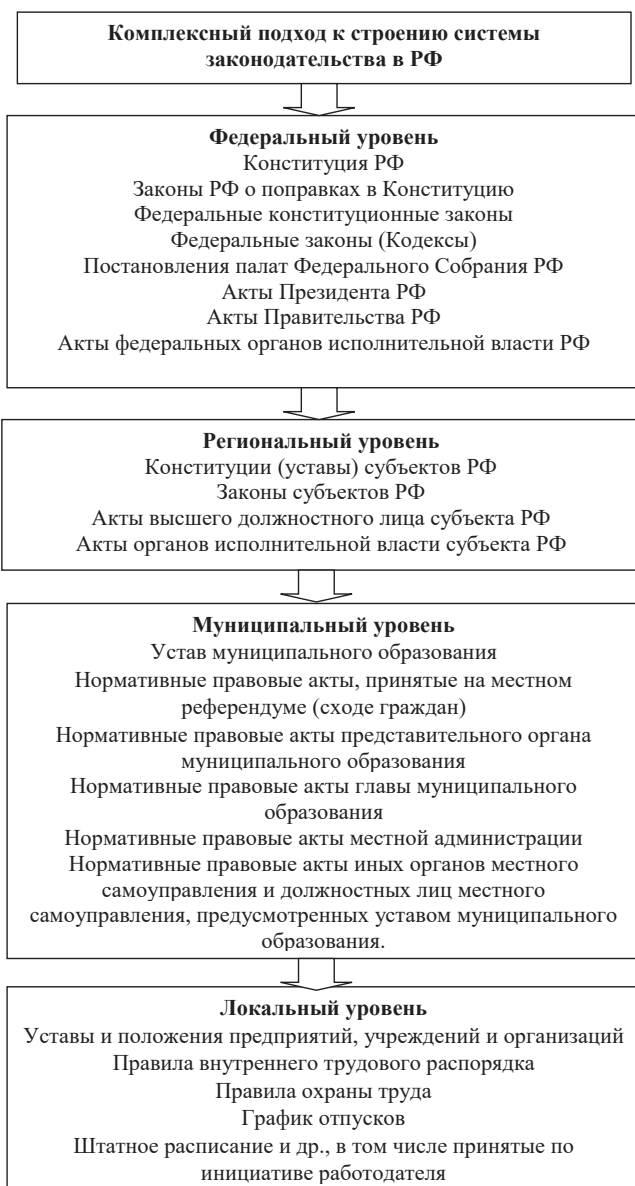 Комплексный подход к строению системы
законодательства в РФ
Федеральный уровень
Конституция РФ
Законы РФ о поправках в Конституцию
Федеральные конституционные законы
Федеральные законы (Кодексы)
Постановления палат Федерального Собрания РФ
Акты Президента РФ
Акты Правительства РФ
Акты федеральных органов исполнительной власти РФ
Региональный уровень
Конституции (уставы) субъектов РФ
Законы субъектов РФ
Акты высшего должностного лица субъекта РФ
Акты органов исполнительной власти субъекта РФ
Муниципальный уровень
Устав муниципального образования
Нормативные правовые акты, принятые на местном
референдуме (сходе граждан)
Нормативные правовые акты представительного органа
муниципального образования
Нормативные правовые акты главы муниципального
образования
Нормативные правовые акты местной администрации
Нормативные правовые акты иных органов местного
самоуправления и должностных лиц местного
самоуправления, предусмотренных уставом муниципального
образования.
Локальный уровень
Уставы и положения предприятий, учреждений и организаций
Правила внутреннего трудового распорядка
Правила охраны труда
График отпусков
Штатное расписание и др., в том числе принятые по
инициативе работодателя